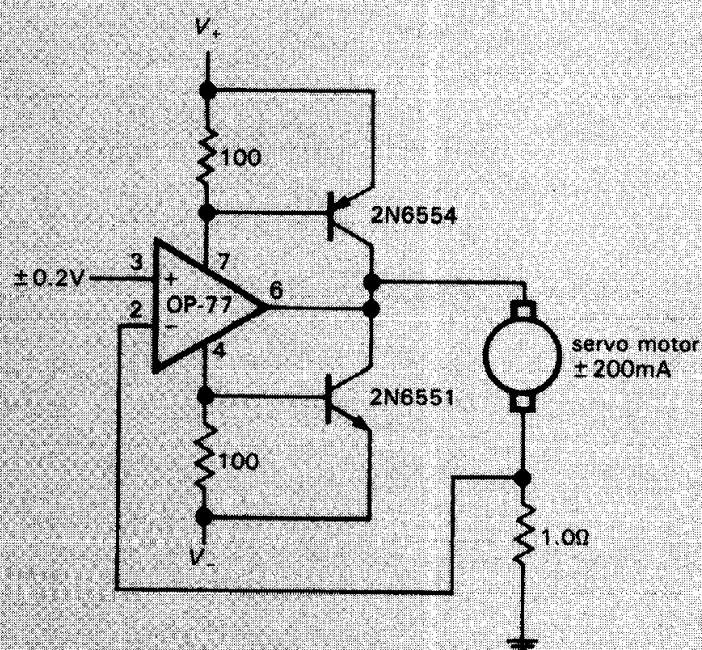 V+
100
2N6554
3
7
±0.2V
+
OP-77
6
2
−
4
servo motor
±200mA
2N6551
100
1.0Ω
V−